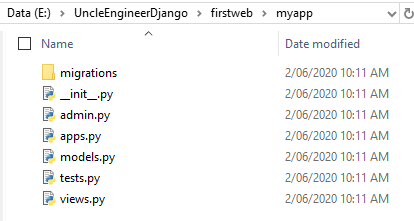 Data (E:) › UncleEngineerDjango › firstweb › myapp
Name Date modified
migrations 2/06/2020 10:11 AM
__init__.py 2/06/2020 10:11 AM
admin.py 2/06/2020 10:11 AM
apps.py 2/06/2020 10:11 AM
models.py 2/06/2020 10:11 AM
tests.py 2/06/2020 10:11 AM
views.py 2/06/2020 10:11 AM